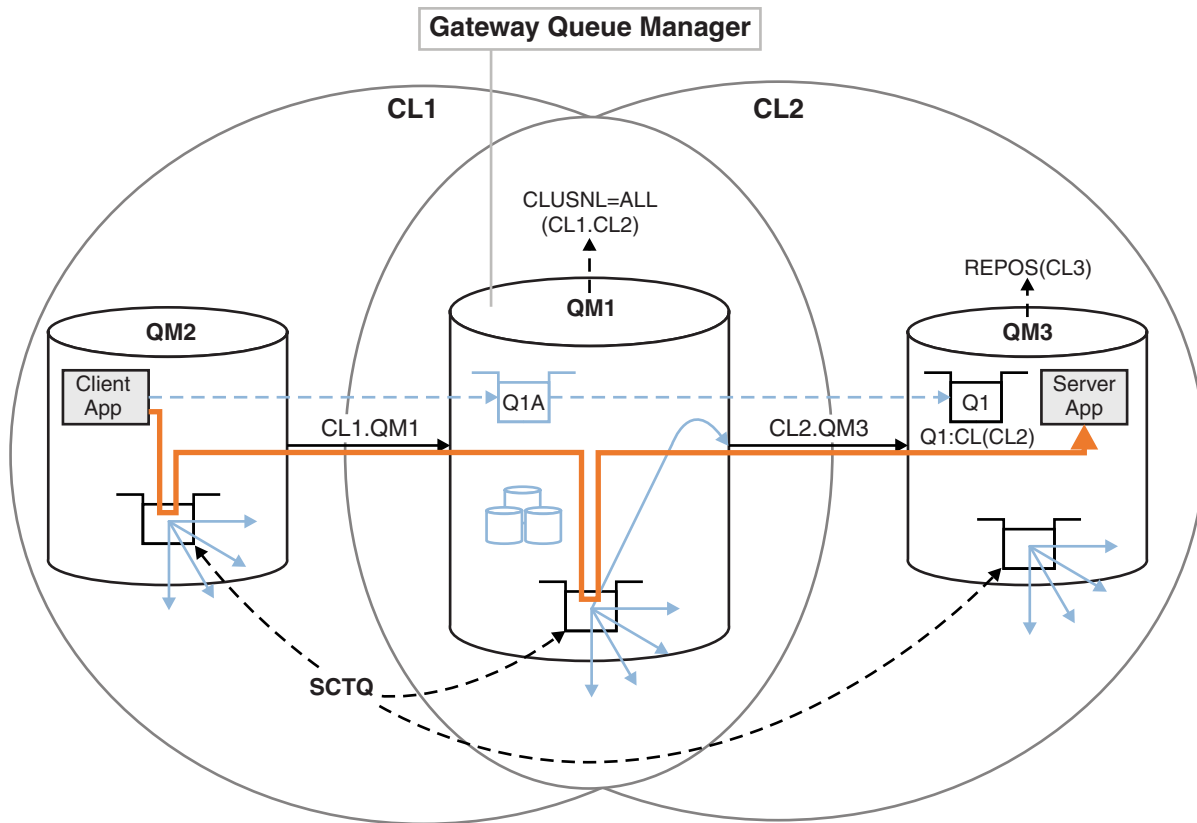 Gateway Queue Manager
CL1
CL2
CLUSNL=ALL
(CL1.CL2)
REPOS(CL3)
QM2
QM1
QM3
Client
App
Q1A
Q1
Server
App
CL1.QM1
CL2.QM3
Q1:CL(CL2)
SCTQ